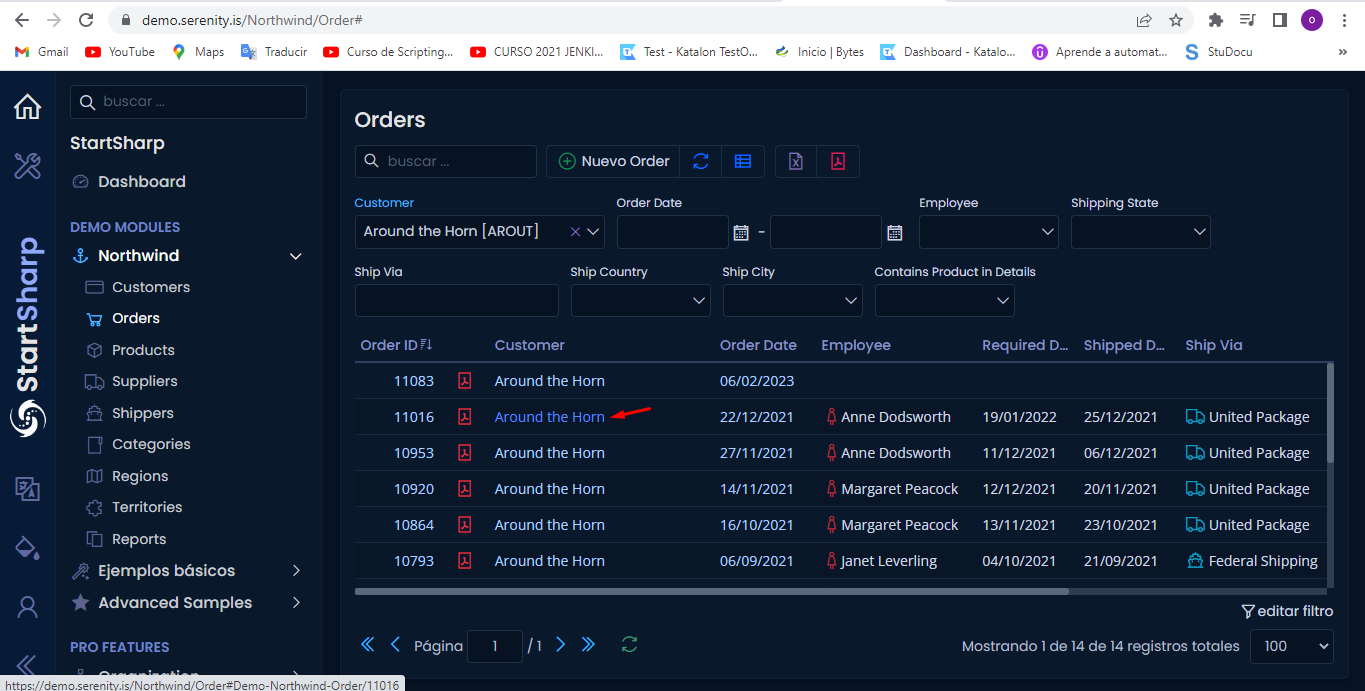 demo.serenity.is/Northwind/Order#
O
Gmail YouTube Maps Traducir Curso de Scripting... CURSO 2021 JENKI... Test - Katalon TestO... Inicio | Bytes Dashboard - Katalo... Aprende a automat... StuDocu »
buscar ...
StartSharp
Dashboard
DEMO MODULES
Northwind
Customers
Orders
Products
Suppliers
Shippers
Categories
Regions
Territories
Reports
Ejemplos básicos
Advanced Samples
PRO FEATURES
Organization
StartSharp
Orders
buscar ... Nuevo Order
Customer Order Date Employee Shipping State
Around the Horn [AROUT] -
Ship Via Ship Country Ship City Contains Product in Details
Order ID Customer Order Date Employee Required D... Shipped D... Ship Via
11083 Around the Horn 06/02/2023
11016 Around the Horn 22/12/2021 Anne Dodsworth 19/01/2022 25/12/2021 United Package
10953 Around the Horn 27/11/2021 Anne Dodsworth 11/12/2021 06/12/2021 United Package
10920 Around the Horn 14/11/2021 Margaret Peacock 12/12/2021 20/11/2021 United Package
10864 Around the Horn 16/10/2021 Margaret Peacock 13/11/2021 23/10/2021 United Package
10793 Around the Horn 06/09/2021 Janet Leverling 04/10/2021 21/09/2021 Federal Shipping
editar filtro
Página 1 / 1 Mostrando 1 de 14 de 14 registros totales 100
https://demo.serenity.is/Northwind/Order#Demo-Northwind-Order/11016